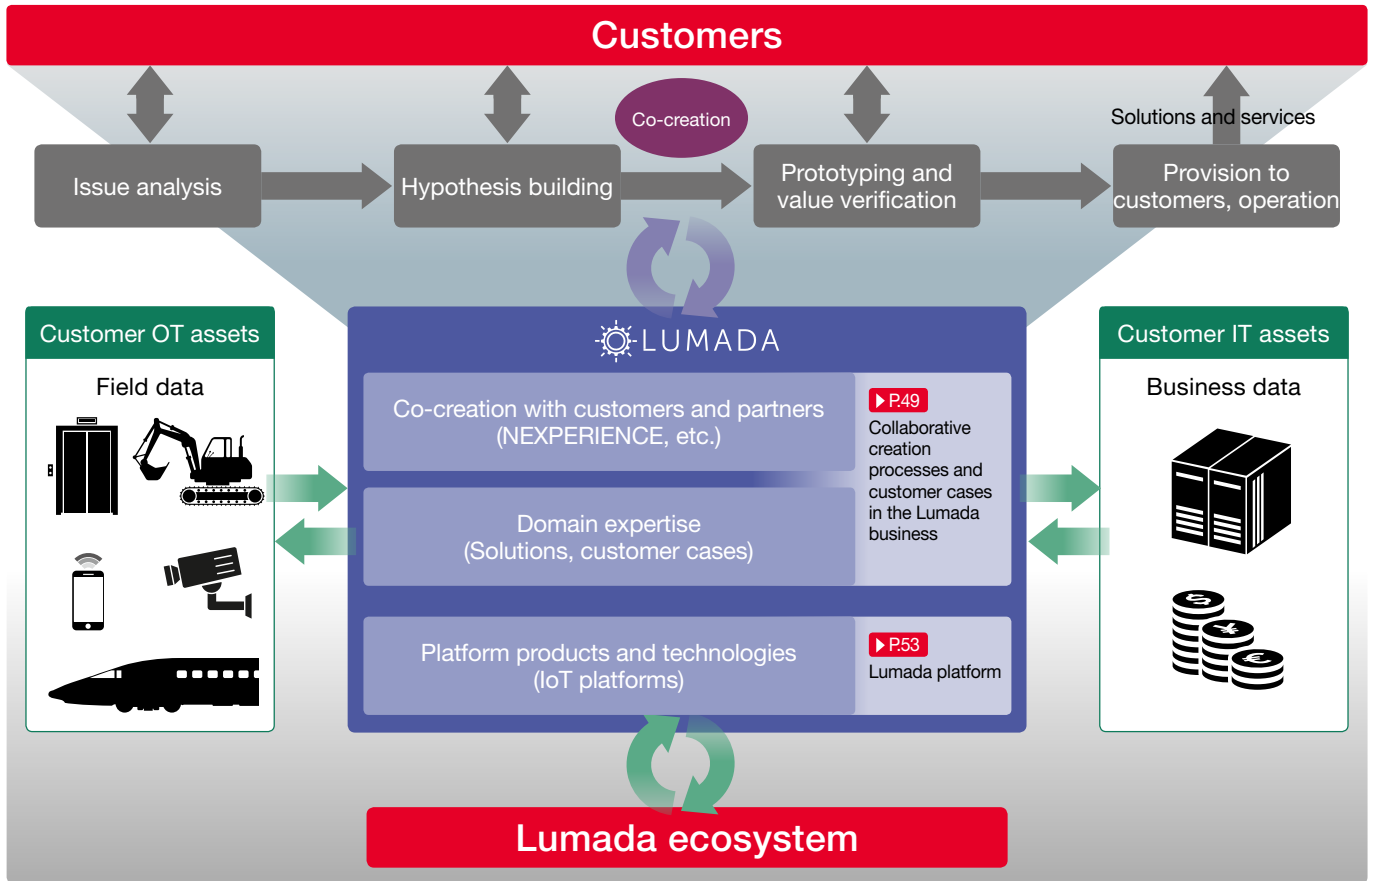 Customers
Co-creation
Solutions and services
Issue analysis
Hypothesis building
Prototyping and
value verification
Provision to
customers, operation
Customer OT assets
Field data
LUMADA
Co-creation with customers and partners
(NEXPERIENCE, etc.)
Domain expertise
(Solutions, customer cases)
P.49
Collaborative
creation
processes and
customer cases
in the Lumada
business
Platform products and technologies
(IoT platforms)
P.53
Lumada platform
Customer IT assets
Business data
$
¥
€
Lumada ecosystem